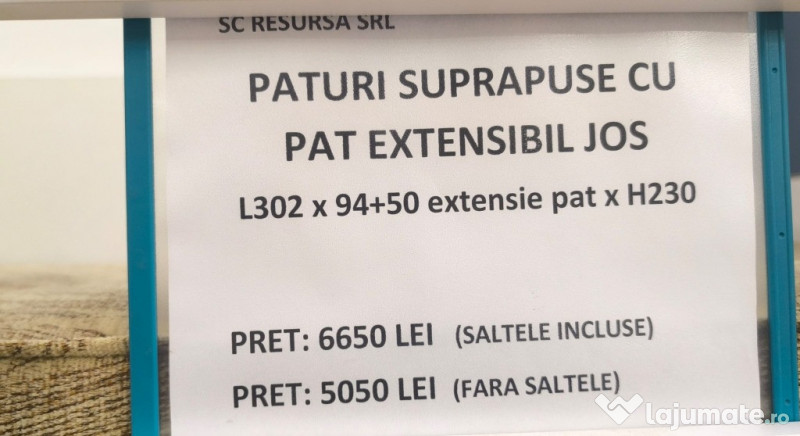 SC RESURSA SRL
PATURI SUPRAPUSE CU
PAT EXTENSIBIL JOS
L302 x 94+50 extensie pat x H230
PRET: 6650 LEI (SALTELE INCLUSE)
PRET: 5050 LEI (FARA SALTELE)
lajumate.ro